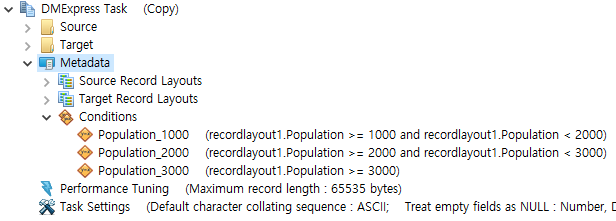 DMExpress Task (Copy)
Source
Target
Metadata
Source Record Layouts
Target Record Layouts
Conditions
Population_1000 (recordlayout1.Population >= 1000 and recordlayout1.Population < 2000)
Population_2000 (recordlayout1.Population >= 2000 and recordlayout1.Population < 3000)
Population_3000 (recordlayout1.Population >= 3000)
Performance Tuning (Maximum record length : 65535 bytes)
Task Settings (Default character collating sequence : ASCII; Treat empty fields as NULL : Number,